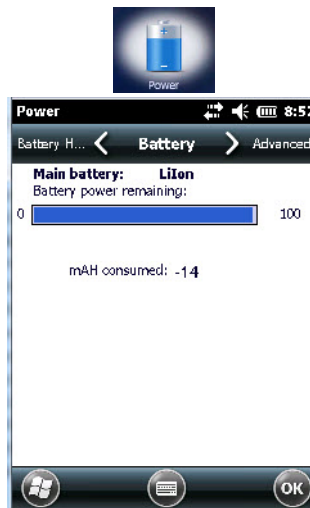 Power
Power 8:57
Battery H... Battery Advanced
Main battery: LiIon
Battery power remaining:
0 100
mAH consumed: -14
OK